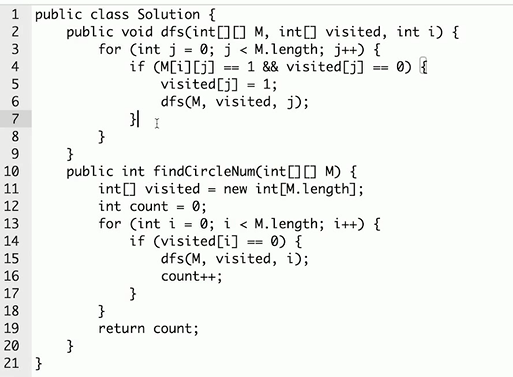 1 public class Solution {
2     public void dfs(int[][] M, int[] visited, int i) {
3         for (int j = 0; j < M.length; j++) {
4             if (M[i][j] == 1 && visited[j] == 0) {
5                 visited[j] = 1;
6                 dfs(M, visited, j);
7             }
8         }
9     }
10     public int findCircleNum(int[][] M) {
11         int[] visited = new int[M.length];
12         int count = 0;
13         for (int i = 0; i < M.length; i++) {
14             if (visited[i] == 0) {
15                 dfs(M, visited, i);
16                 count++;
17             }
18         }
19         return count;
20     }
21 }